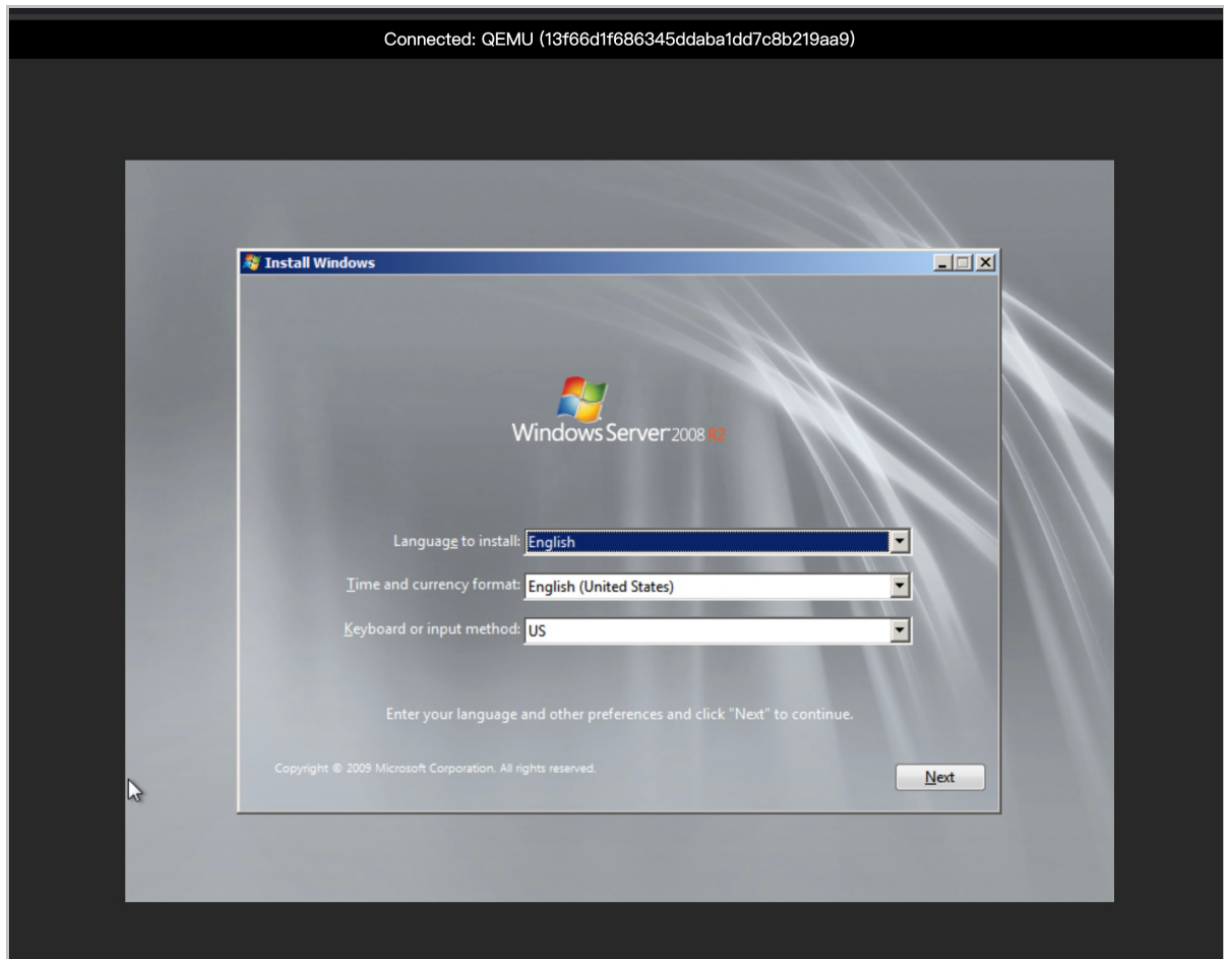 Connected: QEMU (13f66d1f686345ddaba1dd7c8b219aa9)
Install Windows
Windows Server 2008 R2
Language to install: English
Time and currency format: English (United States)
Keyboard or input method: US
Enter your language and other preferences and click "Next" to continue.
Copyright © 2009 Microsoft Corporation. All rights reserved.
Next